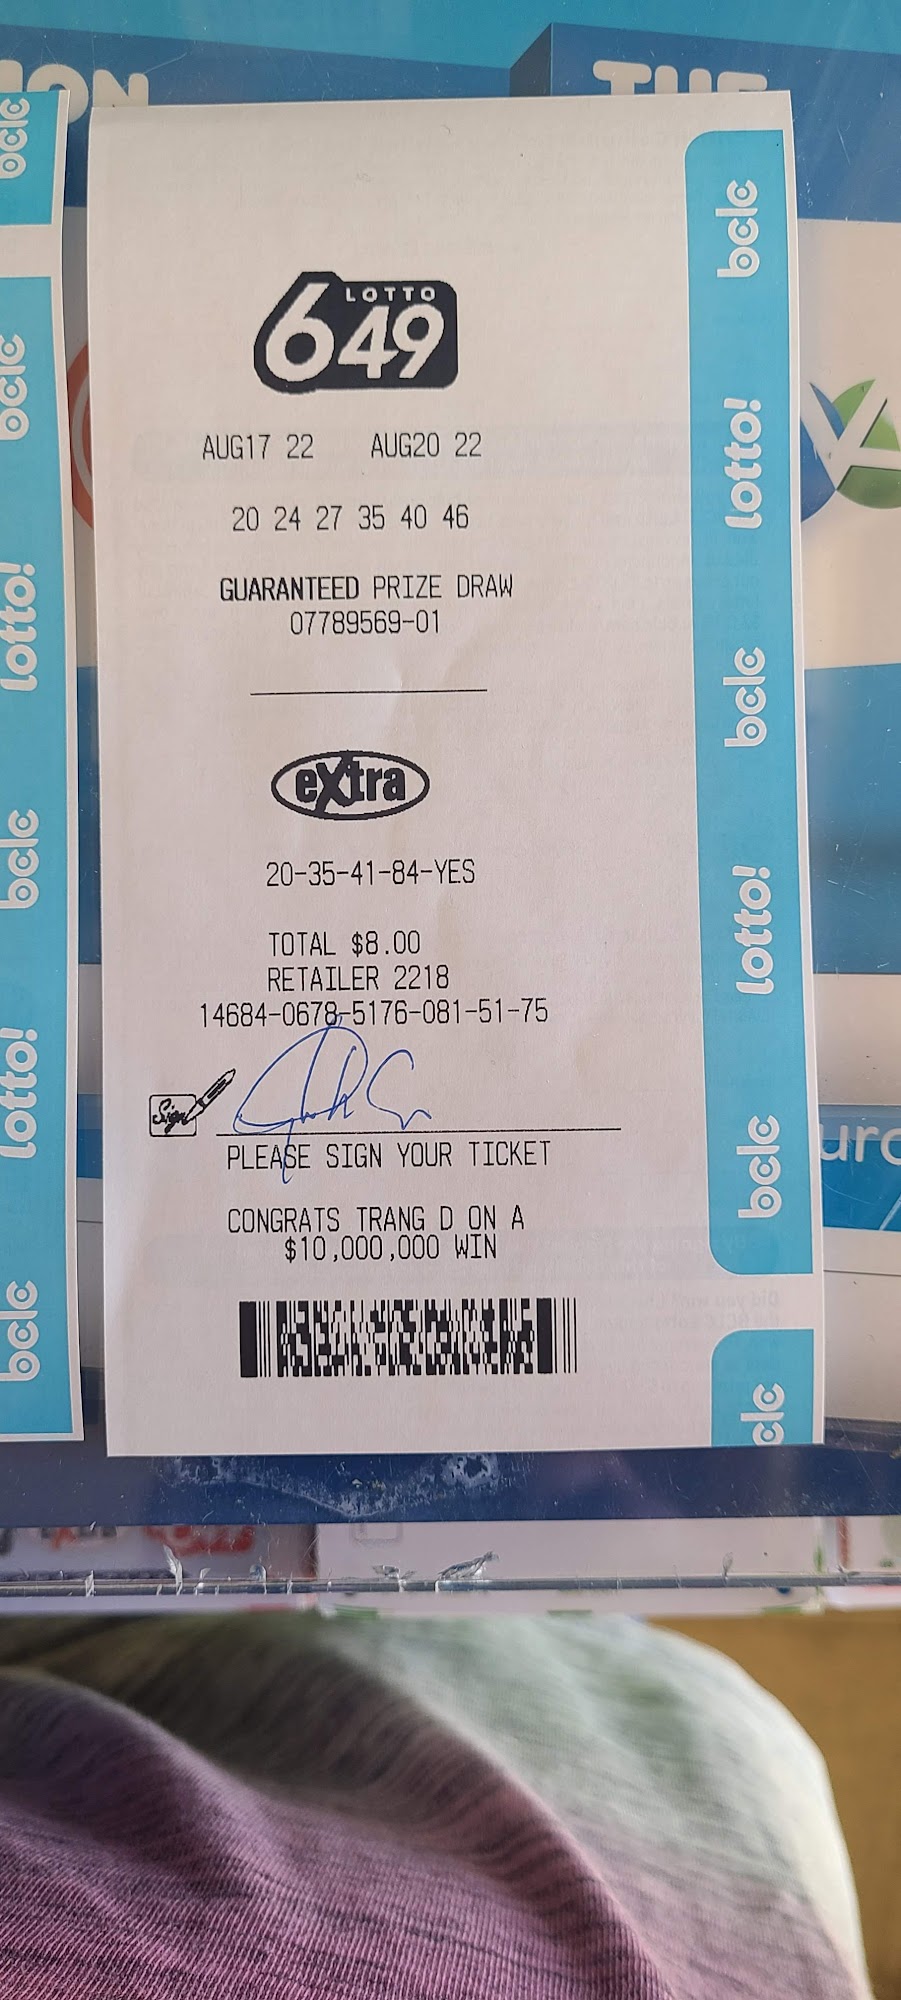 ON
THE
LOTTO
649
AUG17 22 AUG20 22
20 24 27 35 40 46
GUARANTEED PRIZE DRAW
07789569-01
extra
20-35-41-84-YES
TOTAL $8.00
RETAILER 2218
14684-0678-5176-081-51-75
Sign
PLEASE SIGN YOUR TICKET
CONGRATS TRANG D ON A
$10,000,000 WIN
bclc
lotto!
bclc
lotto!
bclc
clc
bclc
bclc
lotto!
bclc
lotto!
bclc